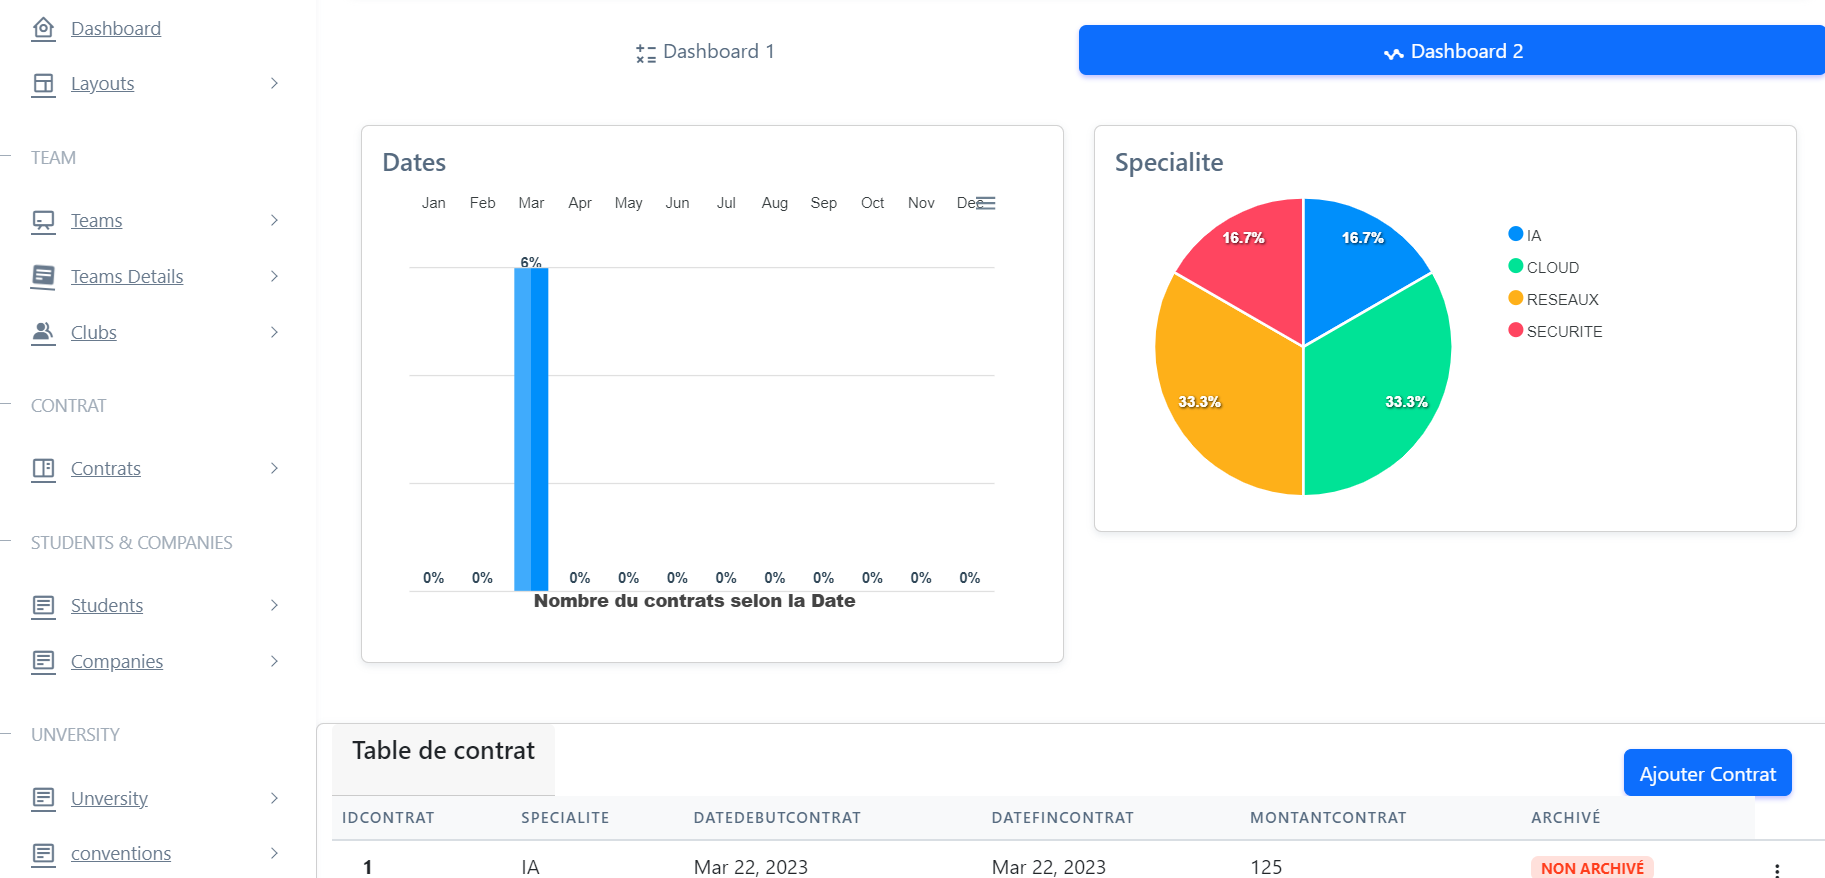 Dashboard
Layouts
TEAM
Teams
Teams Details
Clubs
CONTRAT
Contrats
STUDENTS & COMPANIES
Students
Companies
UNVERSITY
Unversity
conventions
Dashboard 1
Dashboard 2
Dates
Jan Feb Mar Apr May Jun Jul Aug Sep Oct Nov Dec
6%
0% 0% 0% 0% 0% 0% 0% 0% 0% 0% 0%
Nombre du contrats selon la Date
Specialite
16.7% 16.7%
33.3% 33.3%
IA
CLOUD
RESEAUX
SECURITE
Table de contrat
Ajouter Contrat
IDCONTRAT SPECIALITE DATEDEBUTCONTRAT DATEFINCONTRAT MONTANTCONTRAT ARCHIVÉ
1 IA Mar 22, 2023 Mar 22, 2023 125 NON ARCHIVÉ